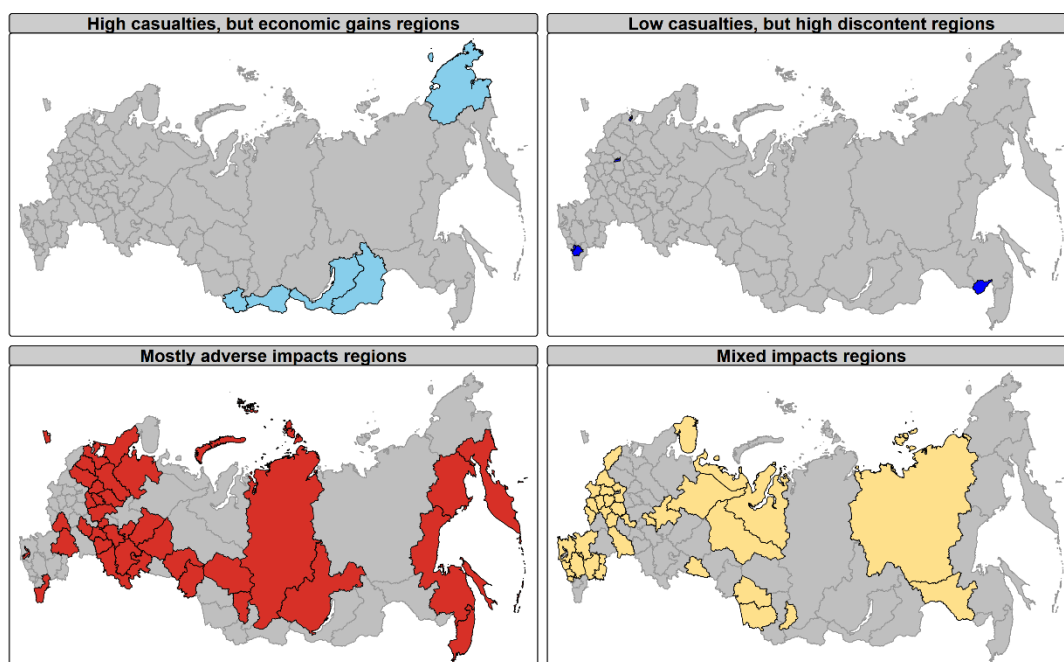 High casualties, but economic gains regions
Low casualties, but high discontent regions
Mostly adverse impacts regions
Mixed impacts regions